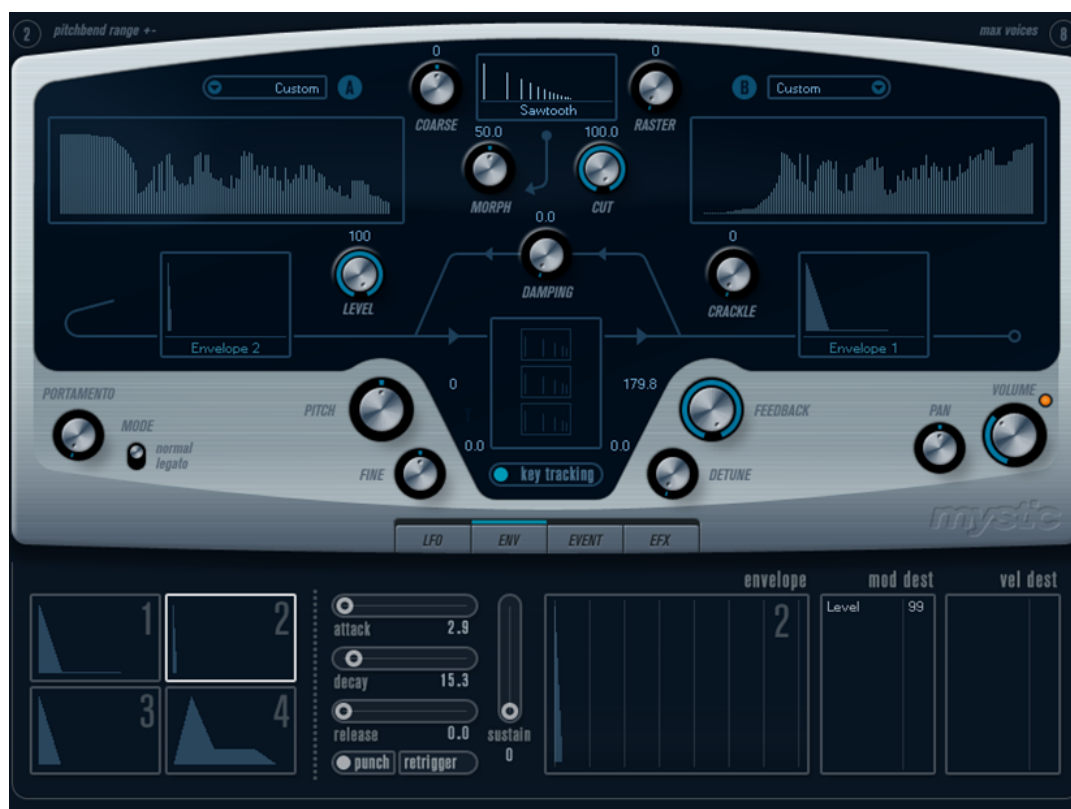 2 pitchbend range +- max voices 8
0 0
Custom A B Custom
COARSE Sawtooth RASTER
50.0 100.0
MORPH CUT
0.0
100 0
LEVEL DAMPING CRACKLE
Envelope 2 Envelope 1
PORTAMENTO 0 179.8 VOLUME
PITCH FEEDBACK PAN
MODE
normal
legato
0.0 0.0
FINE key tracking DETUNE
mystic
LFO ENV EVENT EFX
envelope mod dest vel dest
1 2 2 Level 99
attack 2.9
decay 15.3
3 4
release 0.0 sustain
punch retrigger 0